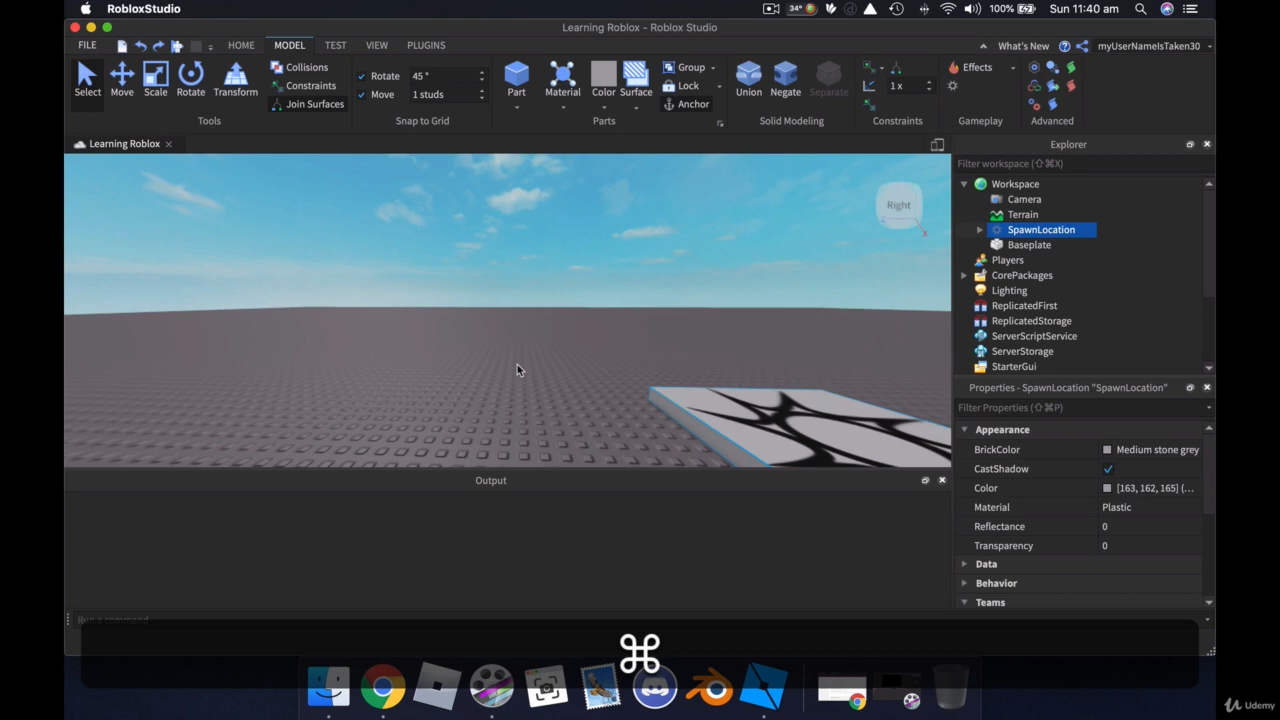 RobloxStudio
34°
100%
Sun 11:40 am
Learning Roblox - Roblox Studio
FILE
HOME
MODEL
TEST
VIEW
PLUGINS
What's New
myUserNameIsTaken30
Select
Move
Scale
Rotate
Transform
Collisions
Constraints
Join Surfaces
Tools
Rotate
45 °
Move
1 studs
Snap to Grid
Part
Material
Color
Surface
Group
Lock
Anchor
Parts
Union
Negate
Separate
Solid Modeling
1 x
Constraints
Effects
Gameplay
Advanced
Learning Roblox
Right
X
Explorer
Filter workspace (⇧⌘X)
Workspace
Camera
Terrain
SpawnLocation
Baseplate
Players
CorePackages
Lighting
ReplicatedFirst
ReplicatedStorage
ServerScriptService
ServerStorage
StarterGui
Properties - SpawnLocation "SpawnLocation"
Filter Properties (⇧⌘P)
Appearance
BrickColor Medium stone grey
CastShadow
Color [163, 162, 165] (...
Material Plastic
Reflectance 0
Transparency 0
Data
Behavior
Teams
Output
Run a command
⌘
Udemy